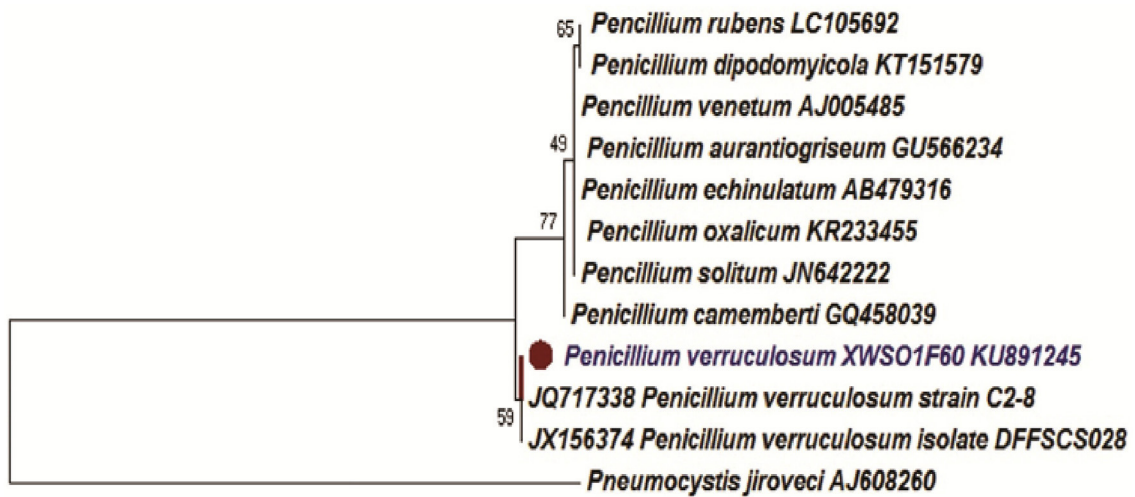 65
Pencillium rubens LC105692
Penicillium dipodomyicola KT151579
Pencillium venetum AJ005485
49
Penicillium aurantiogriseum GU566234
Penicillium echinulatum AB479316
77
Pencillium oxalicum KR233455
Pencillium solitum JN642222
Penicillium camemberti GQ458039
Penicillium verruculosum XWSO1F60 KU891245
JQ717338 Penicillium verruculosum strain C2-8
59
JX156374 Penicillium verruculosum isolate DFFSCS028
Pneumocystis jiroveci AJ608260